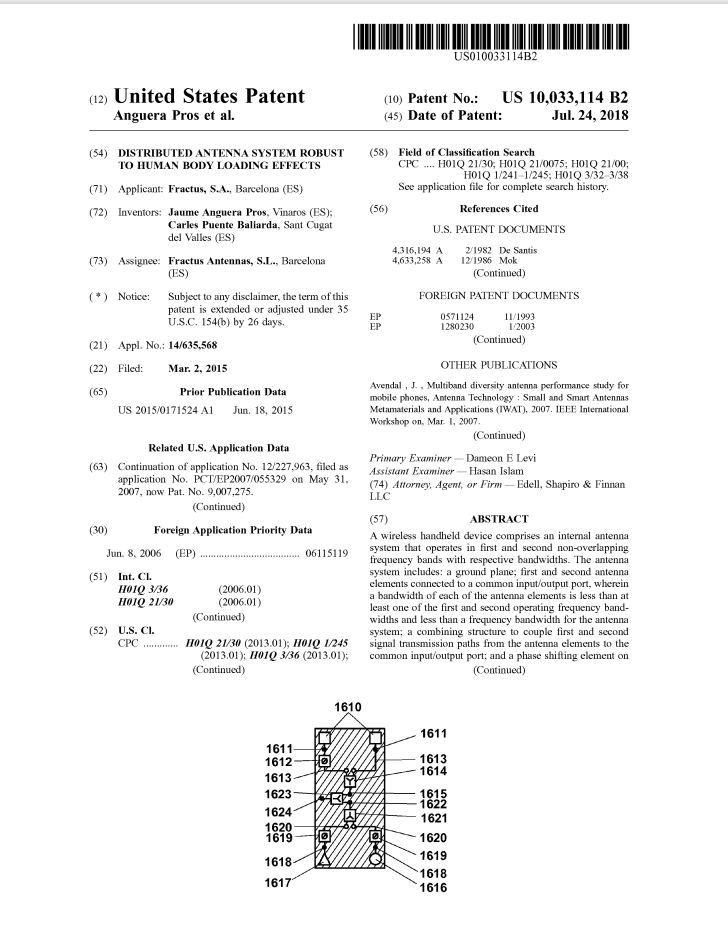 US010033114B2
(12) United States Patent
Anguera Pros et al.
(10) Patent No.: US 10,033,114 B2
(45) Date of Patent: Jul. 24, 2018
(54) DISTRIBUTED ANTENNA SYSTEM ROBUST
TO HUMAN BODY LOADING EFFECTS
(71) Applicant: Fractus, S.A., Barcelona (ES)
(72) Inventors: Jaume Anguera Pros, Vinaros (ES);
Carles Puente Baliarda, Sant Cugat
del Valles (ES)
(73) Assignee: Fractus Antennas, S.L., Barcelona
(ES)
( * ) Notice: Subject to any disclaimer, the term of this
patent is extended or adjusted under 35
U.S.C. 154(b) by 26 days.
(21) Appl. No.: 14/635,568
(22) Filed: Mar. 2, 2015
(65) Prior Publication Data
US 2015/0171524 A1 Jun. 18, 2015
Related U.S. Application Data
(63) Continuation of application No. 12/227,963, filed as
application No. PCT/EP2007/055329 on May 31,
2007, now Pat. No. 9,007,275.
(Continued)
(30) Foreign Application Priority Data
Jun. 8, 2006 (EP) .................................... 06115119
(51) Int. Cl.
H01Q 3/36 (2006.01)
H01Q 21/30 (2006.01)
(Continued)
(52) U.S. Cl.
CPC ............. H01Q 21/30 (2013.01); H01Q 1/245
(2013.01); H01Q 3/36 (2013.01);
(Continued)
(58) Field of Classification Search
CPC .... H01Q 21/30; H01Q 21/0075; H01Q 21/00;
H01Q 1/241–1/245; H01Q 3/32–3/38
See application file for complete search history.
(56) References Cited
U.S. PATENT DOCUMENTS
4,316,194 A 2/1982 De Santis
4,633,258 A 12/1986 Mok
(Continued)
FOREIGN PATENT DOCUMENTS
EP 0571124 11/1993
EP 1280230 1/2003
(Continued)
OTHER PUBLICATIONS
Avendal , J. , Multiband diversity antenna performance study for
mobile phones, Antenna Technology : Small and Smart Antennas
Metamaterials and Applications (IWAT), 2007. IEEE International
Workshop on, Mar. 1, 2007.
(Continued)
Primary Examiner — Dameon E Levi
Assistant Examiner — Hasan Islam
(74) Attorney, Agent, or Firm — Edell, Shapiro & Finnan
LLC
(57) ABSTRACT
A wireless handheld device comprises an internal antenna
system that operates in first and second non-overlapping
frequency bands with respective bandwidths. The antenna
system includes: a ground plane; first and second antenna
elements connected to a common input/output port, wherein
a bandwidth of each of the antenna elements is less than at
least one of the first and second operating frequency band-
widths and less than a frequency bandwidth for the antenna
system; a combining structure to couple first and second
signal transmission paths from the antenna elements to the
common input/output port; and a phase shifting element on
(Continued)
1610
1611 1611
1612
1613 1613
1614
1623 1615
1622
1624
1621
1620 1620
1619
1619
1618
1618
1617
1616